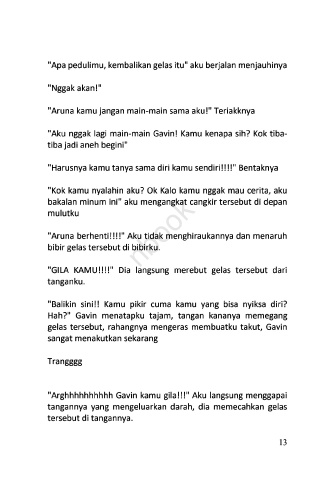 "Apa pedulimu, kembalikan gelas itu" aku berjalan menjauhinya
"Nggak akan!"
"Aruna kamu jangan main-main sama aku!" Teriakknya
"Aku nggak lagi main-main Gavin! Kamu kenapa sih? Kok tiba-
tiba jadi aneh begini"
"Harusnya kamu tanya sama diri kamu sendiri!!!!" Bentaknya
"Kok kamu nyalahin aku? Ok Kalo kamu nggak mau cerita, aku
bakalan minum ini" aku mengangkat cangkir tersebut di depan
mulutku
"Aruna berhenti!!!!" Aku tidak menghiraukannya dan menaruh
bibir gelas tersebut di bibirku.
"GILA KAMU!!!!" Dia langsung merebut gelas tersebut dari
tanganku.
"Balikin sini!! Kamu pikir cuma kamu yang bisa nyiksa diri?
Hah?" Gavin menatapku tajam, tangan kananya memegang
gelas tersebut, rahangnya mengeras membuatku takut, Gavin
sangat menakutkan sekarang
Trangggg
"Arghhhhhhhhhh Gavin kamu gila!!!" Aku langsung menggapai
tangannya yang mengeluarkan darah, dia memecahkan gelas
tersebut di tangannya.
13